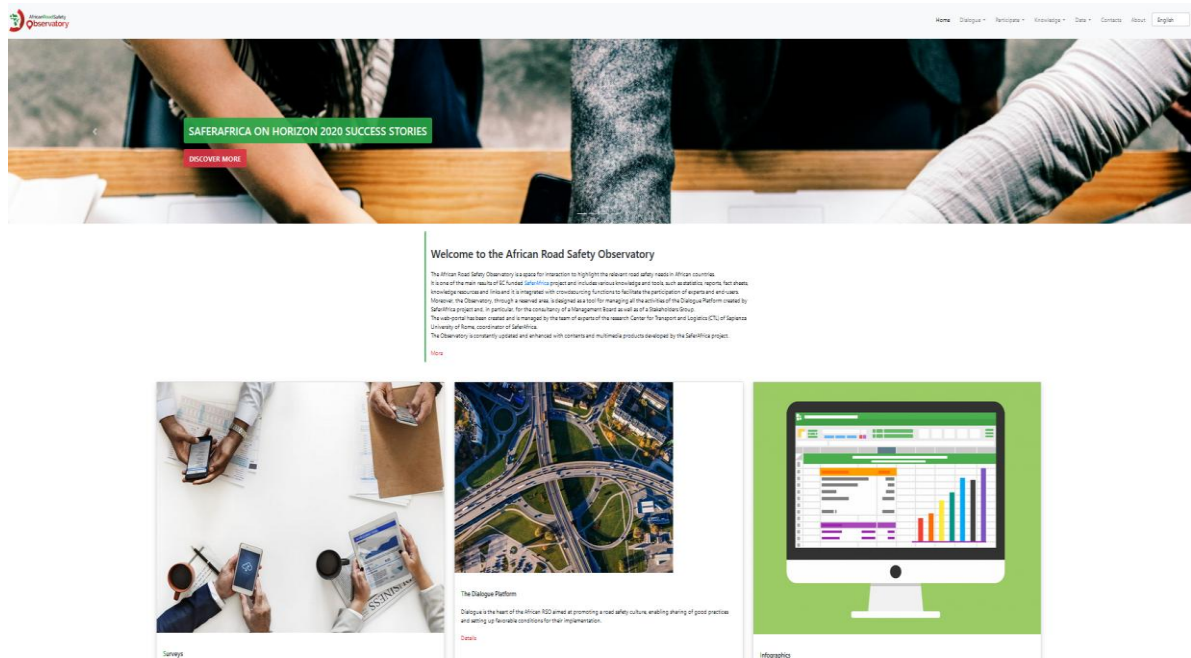 AfricanRoadSafety
Observatory
Home Dialogue Participate Knowledge Data Contacts About English
SAFERAFRICA ON HORIZON 2020 SUCCESS STORIES
DISCOVER MORE
Welcome to the African Road Safety Observatory
The African Road Safety Observatory is a space for interaction to highlight the relevant road safety needs in African countries.
It is one of the main results of EC funded SaferAfrica project and includes various knowledge and tools, such as statistics, reports, fact sheets,
knowledge resources and links and it is integrated with crowdsourcing functions to facilitate the participation of experts and end-users.
Moreover, the Observatory, through a reserved area, is designed as a tool for managing all the activities of the Dialogue Platform created by
SaferAfrica project and, in particular, for the consultancy of a Management Board as well as of a Stakeholders Group.
The web-portal has been created and is managed by the team of experts of the research Center for Transport and Logistics (CTL) of Sapienza
University of Rome, coordinator of SaferAfrica.
The Observatory is constantly updated and enhanced with contents and multimedia products developed by the SaferAfrica project.
More
BUSINESS
The Dialogue Platform
Dialogue is the heart of the African RSO aimed at promoting a road safety culture, enabling sharing of good practices
and setting up favorable conditions for their implementation.
Details
Surveys
Infographics